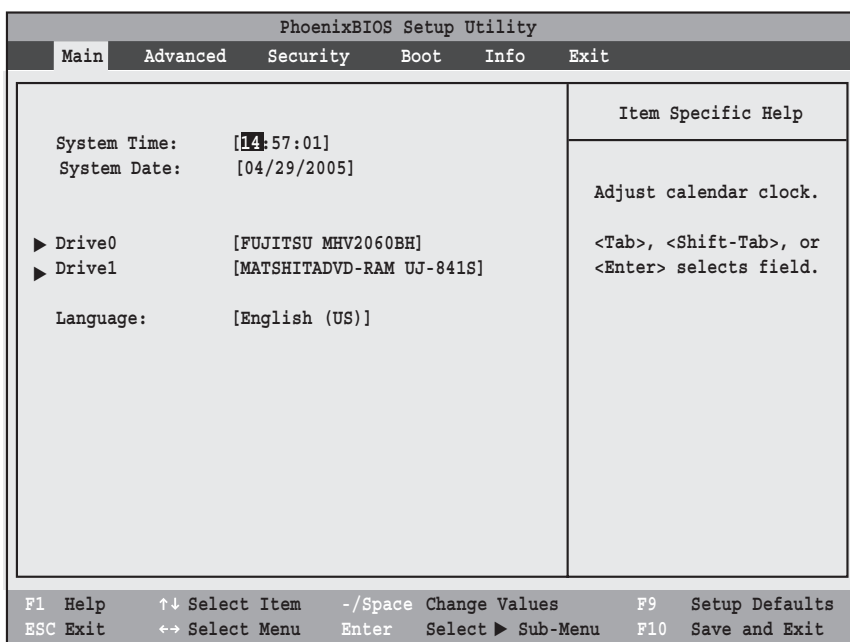 PhoenixBIOS Setup Utility
Main Advanced Security Boot Info Exit
System Time: [14:57:01]
System Date: [04/29/2005]
▶ Drive0 [FUJITSU MHV2060BH]
▶ Drive1 [MATSHITADVD-RAM UJ-841S]
Language: [English (US)]
Item Specific Help
Adjust calendar clock.
<Tab>, <Shift-Tab>, or
<Enter> selects field.
F1 Help ↑↓ Select Item -/Space Change Values F9 Setup Defaults
ESC Exit ←→ Select Menu Enter Select ▶ Sub-Menu F10 Save and Exit